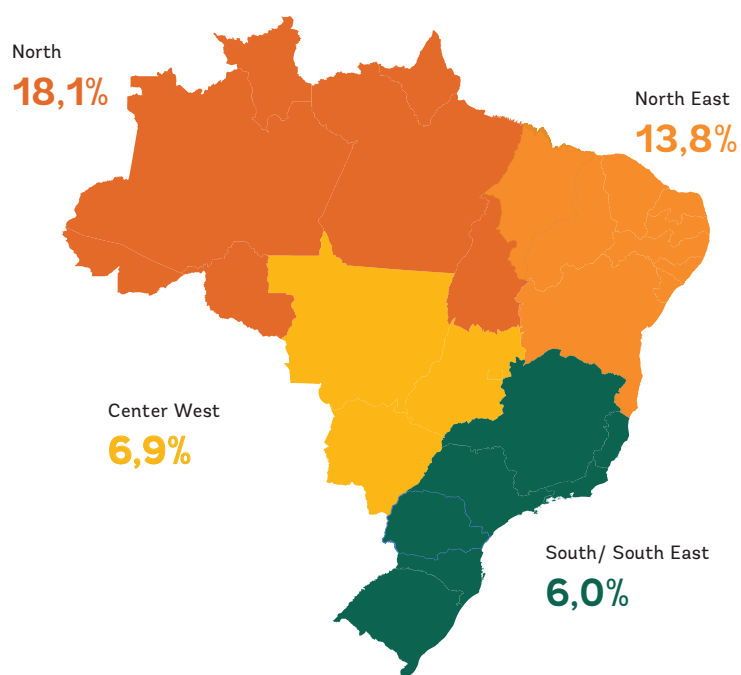 North
18,1%
North East
13,8%
Center West
6,9%
South/ South East
6,0%